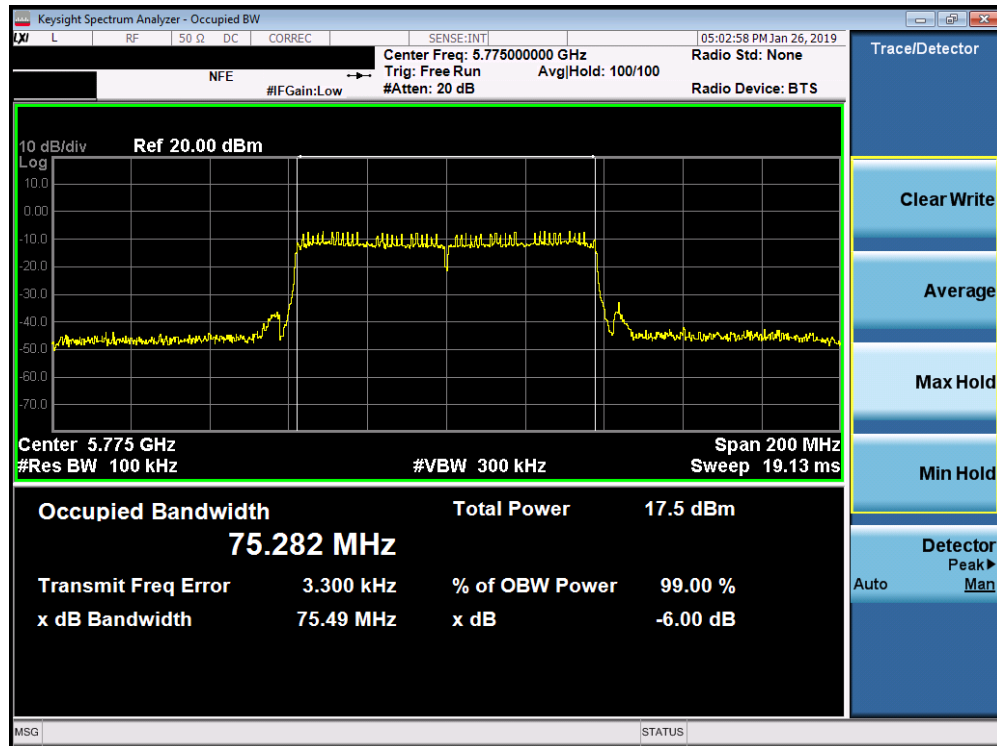 Keysight Spectrum Analyzer - Occupied BW
LXI L RF 50 Ω DC CORREC SENSE:INT 05:02:58 PM Jan 26, 2019
Center Freq: 5.775000000 GHz Radio Std: None
NFE Trig: Free Run Avg|Hold: 100/100
#IFGain:Low #Atten: 20 dB Radio Device: BTS
10 dB/div Ref 20.00 dBm
Log
10.0
0.00
-10.0
-20.0
-30.0
-40.0
-50.0
-60.0
-70.0
Center 5.775 GHz Span 200 MHz
#Res BW 100 kHz #VBW 300 kHz Sweep 19.13 ms
Occupied Bandwidth Total Power 17.5 dBm
75.282 MHz
Transmit Freq Error 3.300 kHz % of OBW Power 99.00 %
x dB Bandwidth 75.49 MHz x dB -6.00 dB
MSG STATUS
Trace/Detector
Clear Write
Average
Max Hold
Min Hold
Detector
Peak▶
Auto Man